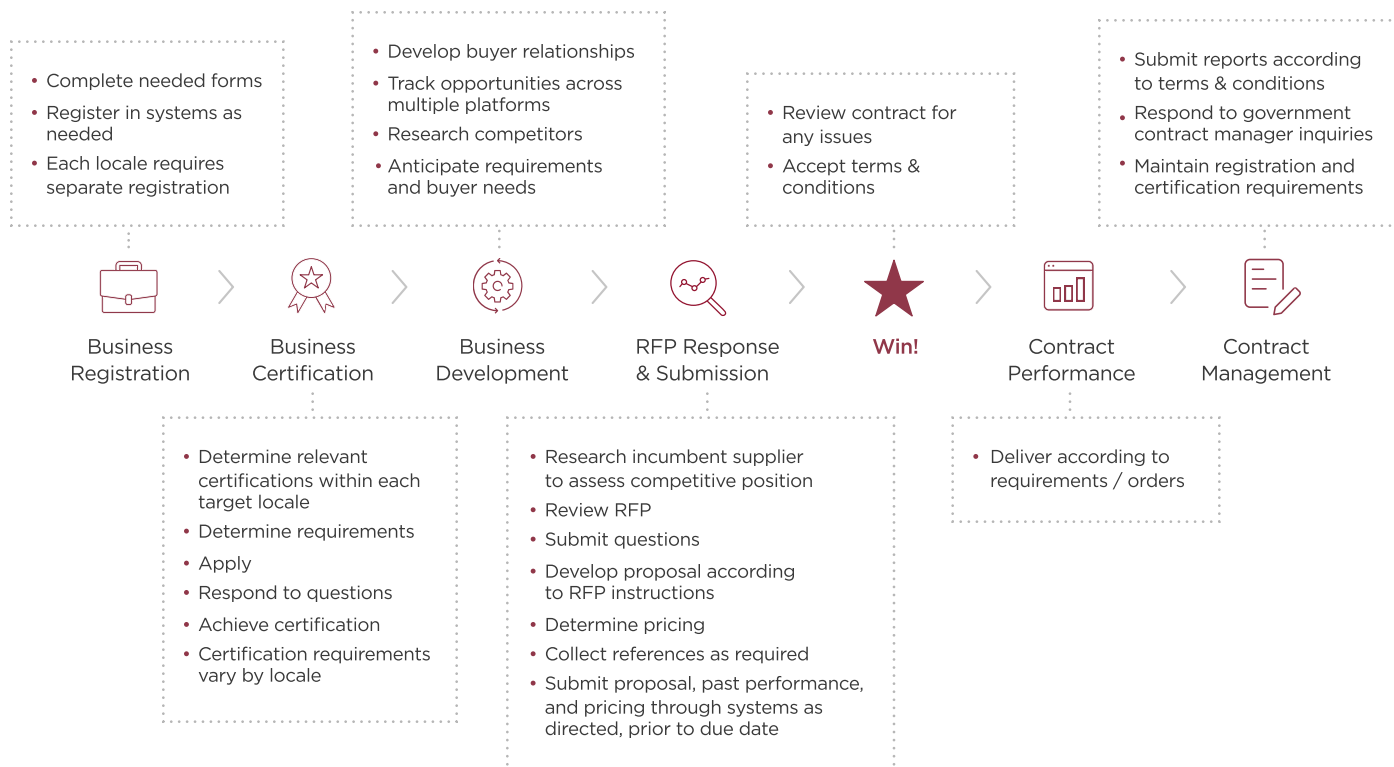 Complete needed forms
Register in systems as
needed
Each locale requires
separate registration
Develop buyer relationships
Track opportunities across
multiple platforms
Research competitors
Anticipate requirements
and buyer needs
Review contract for
any issues
Accept terms &
conditions
Submit reports according
to terms & conditions
Respond to government
contract manager inquiries
Maintain registration and
certification requirements
Business
Registration
Business
Certification
Business
Development
RFP Response
& Submission
Win!
Contract
Performance
Contract
Management
Determine relevant
certifications within each
target locale
Determine requirements
Apply
Respond to questions
Achieve certification
Certification requirements
vary by locale
Research incumbent supplier
to assess competitive position
Review RFP
Submit questions
Develop proposal according
to RFP instructions
Determine pricing
Collect references as required
Submit proposal, past performance,
and pricing through systems as
directed, prior to due date
Deliver according to
requirements / orders